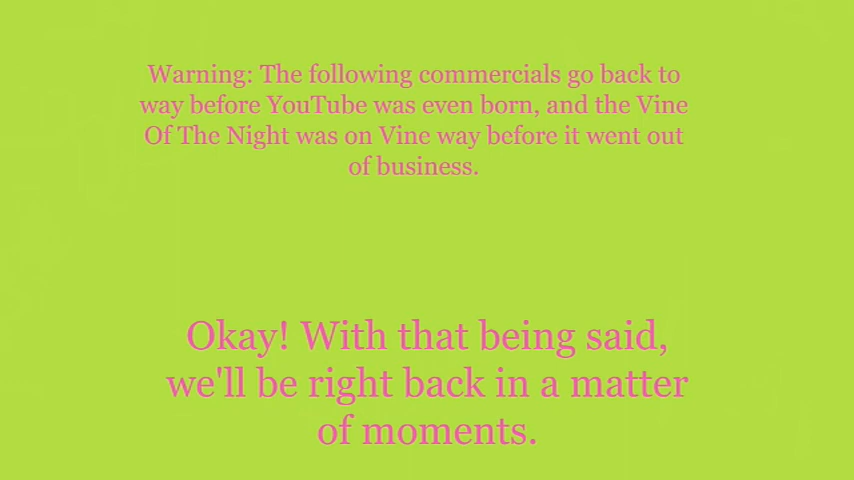 Warning: The following commercials go back to
way before YouTube was even born, and the Vine
Of The Night was on Vine way before it went out
of business.
Okay! With that being said,
we'll be right back in a matter
of moments.